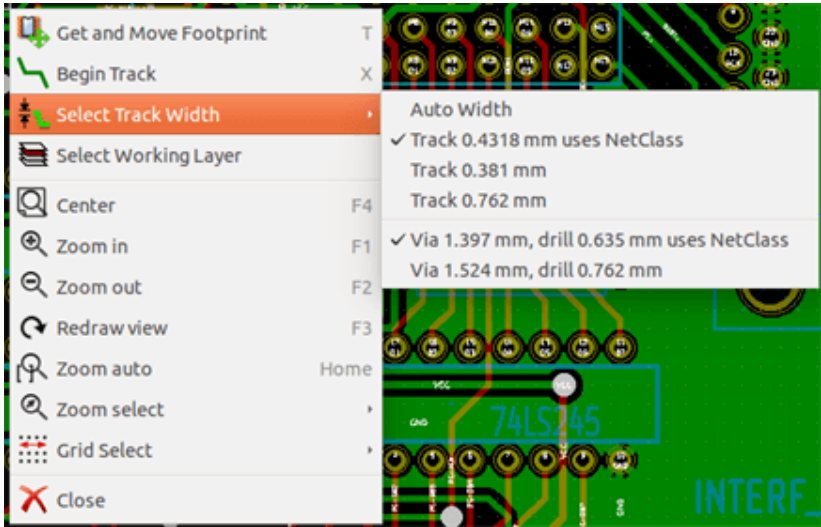 Get and Move Footprint T
Begin Track X
Select Track Width
Select Working Layer
Center F4
Zoom in F1
Zoom out F2
Redraw view F3
Zoom auto Home
Zoom select
Grid Select
Close
Auto Width
Track 0.4318 mm uses NetClass
Track 0.381 mm
Track 0.762 mm
Via 1.397 mm, drill 0.635 mm uses NetClass
Via 1.524 mm, drill 0.762 mm
VCC
VCC
GND
74LS245
VCC
GND
INTERF_